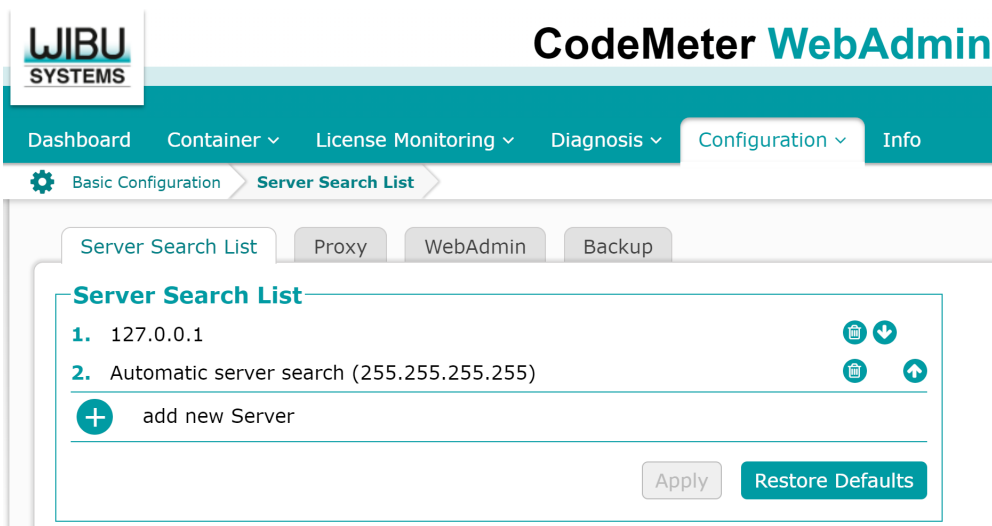 WIBU
SYSTEMS
CodeMeter WebAdmin
Dashboard Container License Monitoring Diagnosis Configuration Info
Basic Configuration Server Search List
Server Search List Proxy WebAdmin Backup
Server Search List
1. 127.0.0.1
2. Automatic server search (255.255.255.255)
add new Server
Apply Restore Defaults